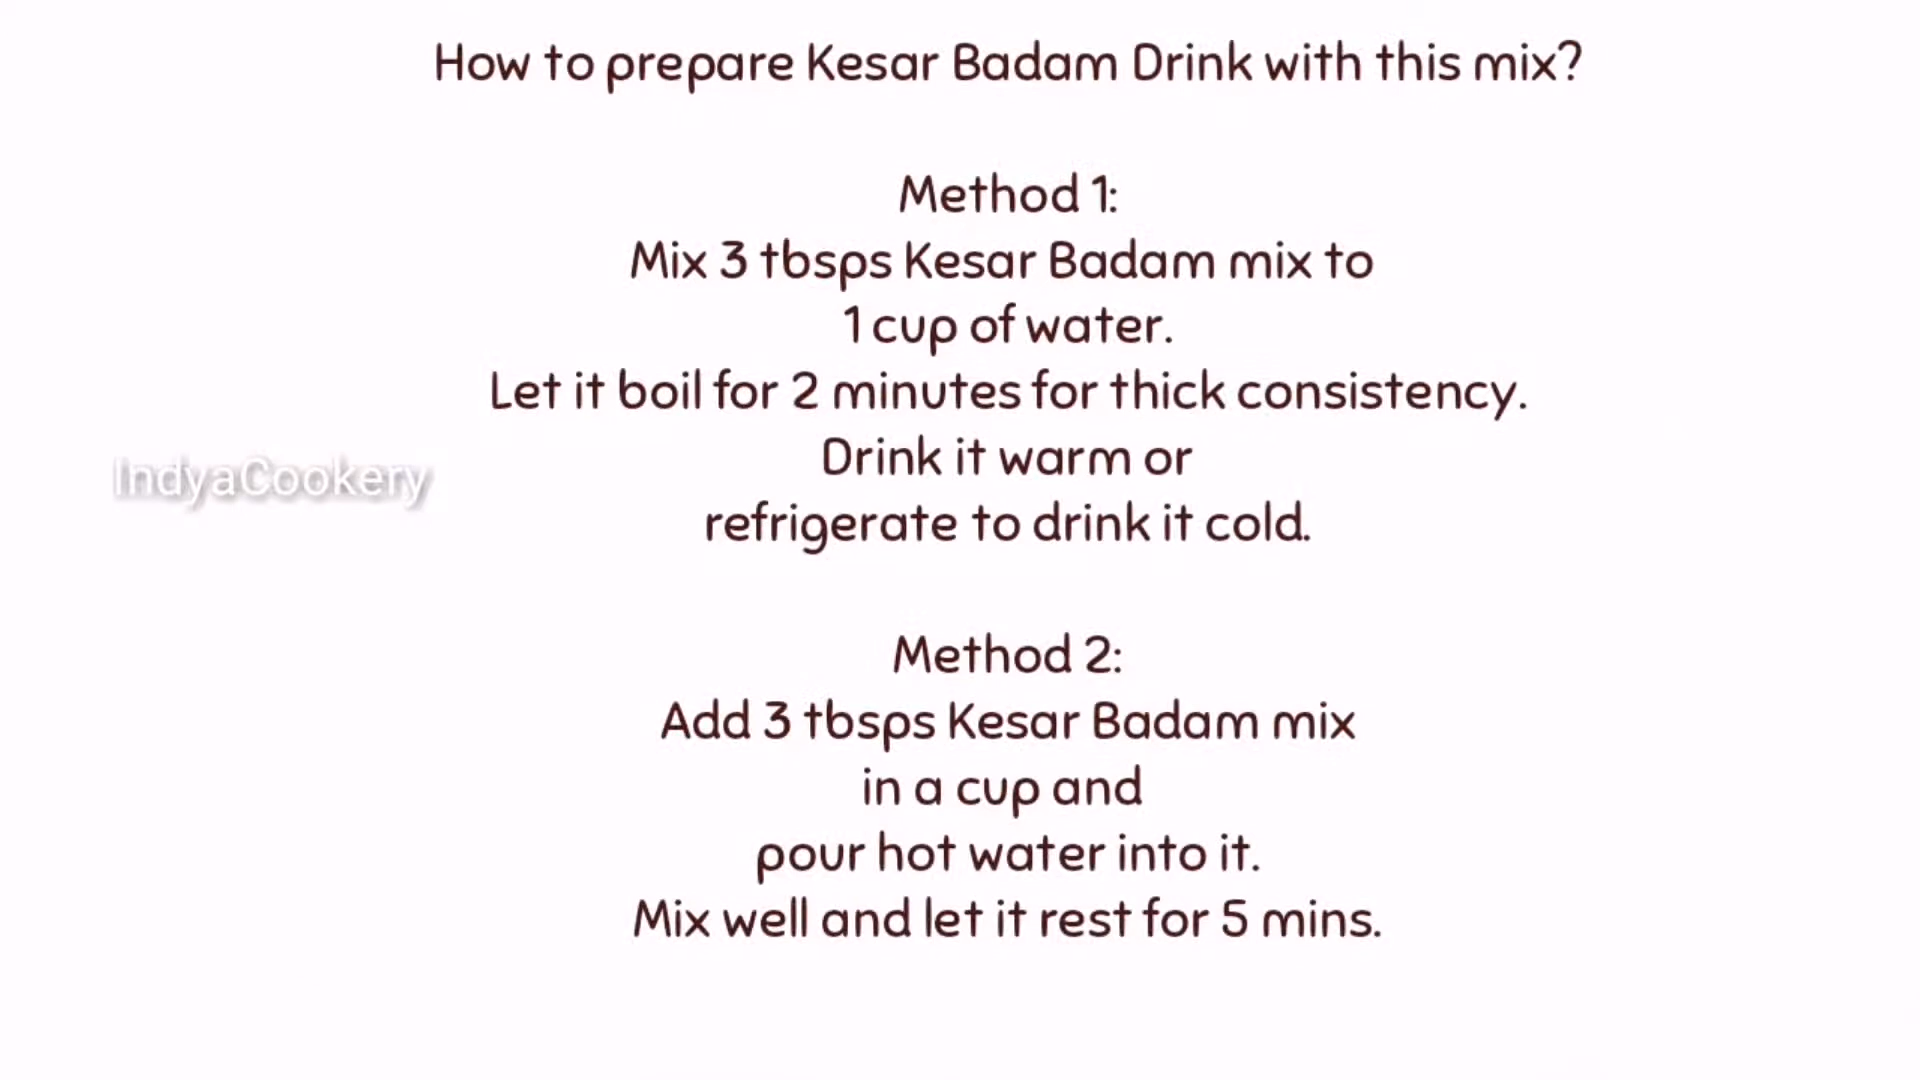 How to prepare Kesar Badam Drink with this mix?
Method 1:
Mix 3 tbsps Kesar Badam mix to
1 cup of water.
Let it boil for 2 minutes for thick consistency.
Drink it warm or
refrigerate to drink it cold.
IndyaCookery
Method 2:
Add 3 tbsps Kesar Badam mix
in a cup and
pour hot water into it.
Mix well and let it rest for 5 mins.